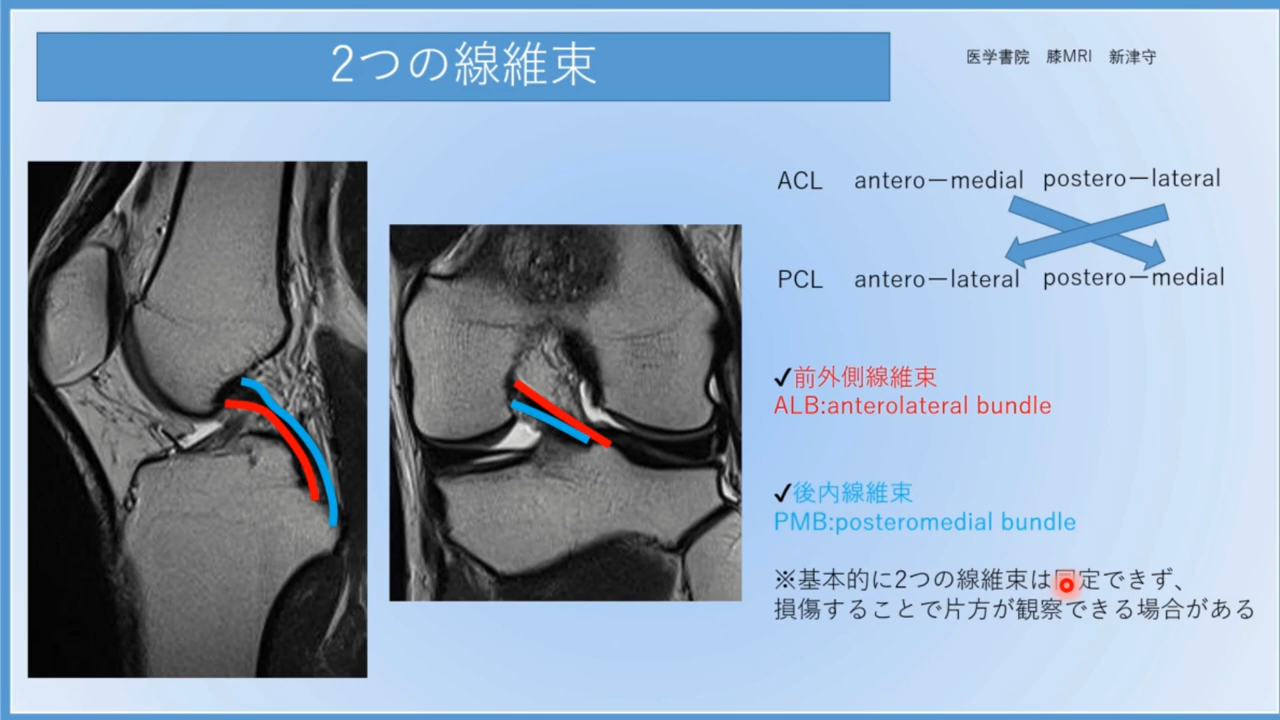 2つの線維束
医学書院 膝MRI 新津守
ACL antero－medial postero－lateral
PCL antero－lateral postero－medial
✓前外側線維束
ALB:anterolateral bundle
✓後内線維束
PMB:posteromedial bundle
※基本的に2つの線維束は同定できず、
損傷することで片方が観察できる場合がある